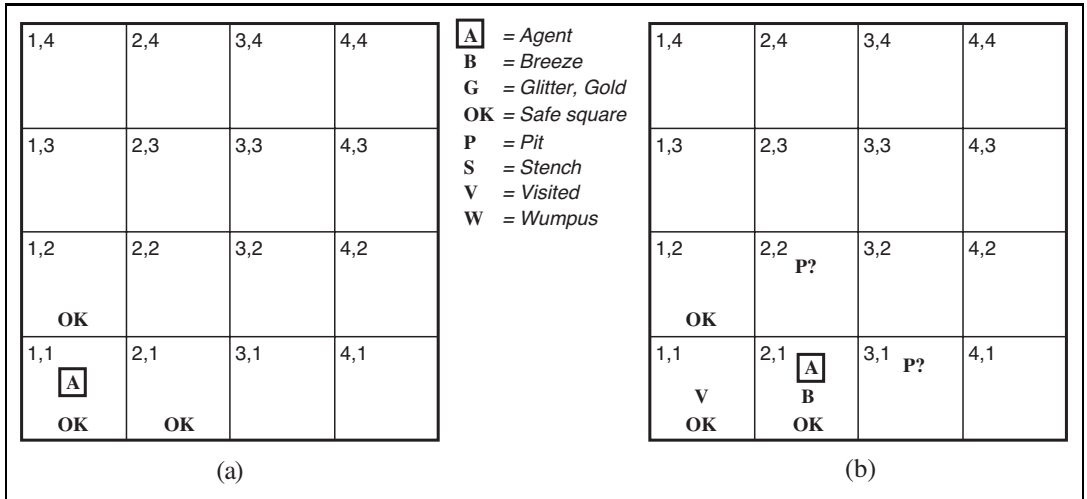 1,4 2,4 3,4 4,4
1,3 2,3 3,3 4,3
1,2 2,2 3,2 4,2
OK
1,1 2,1 3,1 4,1
A
OK OK
(a)
A = Agent
B = Breeze
G = Glitter, Gold
OK = Safe square
P = Pit
S = Stench
V = Visited
W = Wumpus
1,4 2,4 3,4 4,4
1,3 2,3 3,3 4,3
1,2 2,2 3,2 4,2
P?
OK
1,1 2,1 A 3,1 P? 4,1
V B
OK OK
(b)